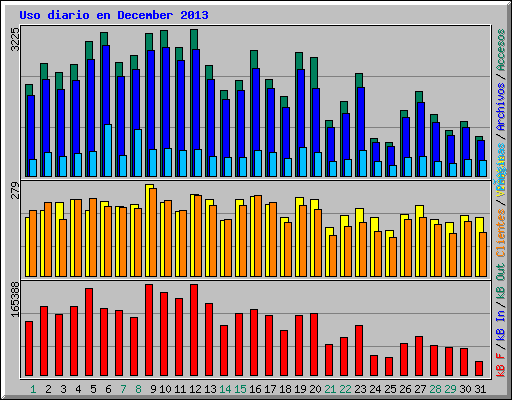 Uso diario en December 2013
3225
279
165388
1 2 3 4 5 6 7 8 9 10 11 12 13 14 15 16 17 18 19 20 21 22 23 24 25 26 27 28 29 30 31
kB F / kB In / kB Out Clientes / Páginas / Archivos / Accesos